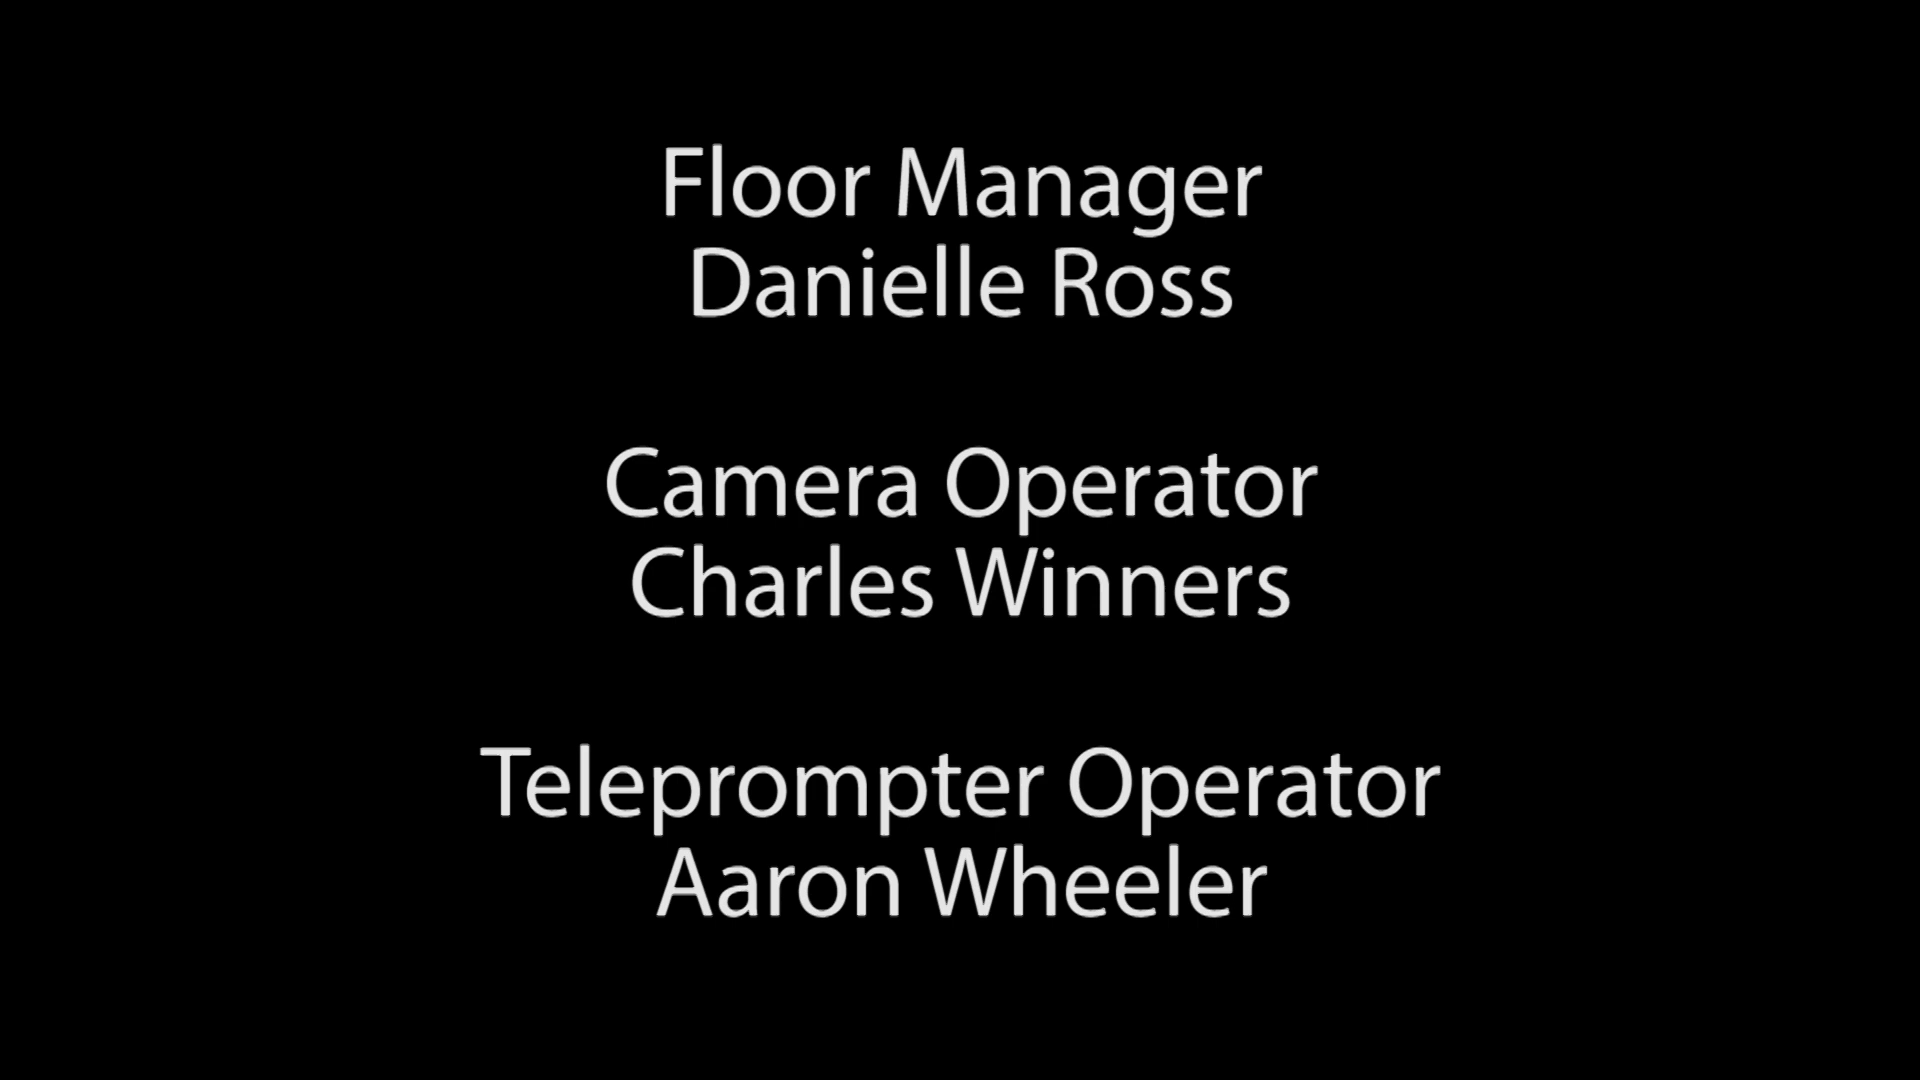 Floor Manager
Danielle Ross
Camera Operator
Charles Winners
Teleprompter Operator
Aaron Wheeler